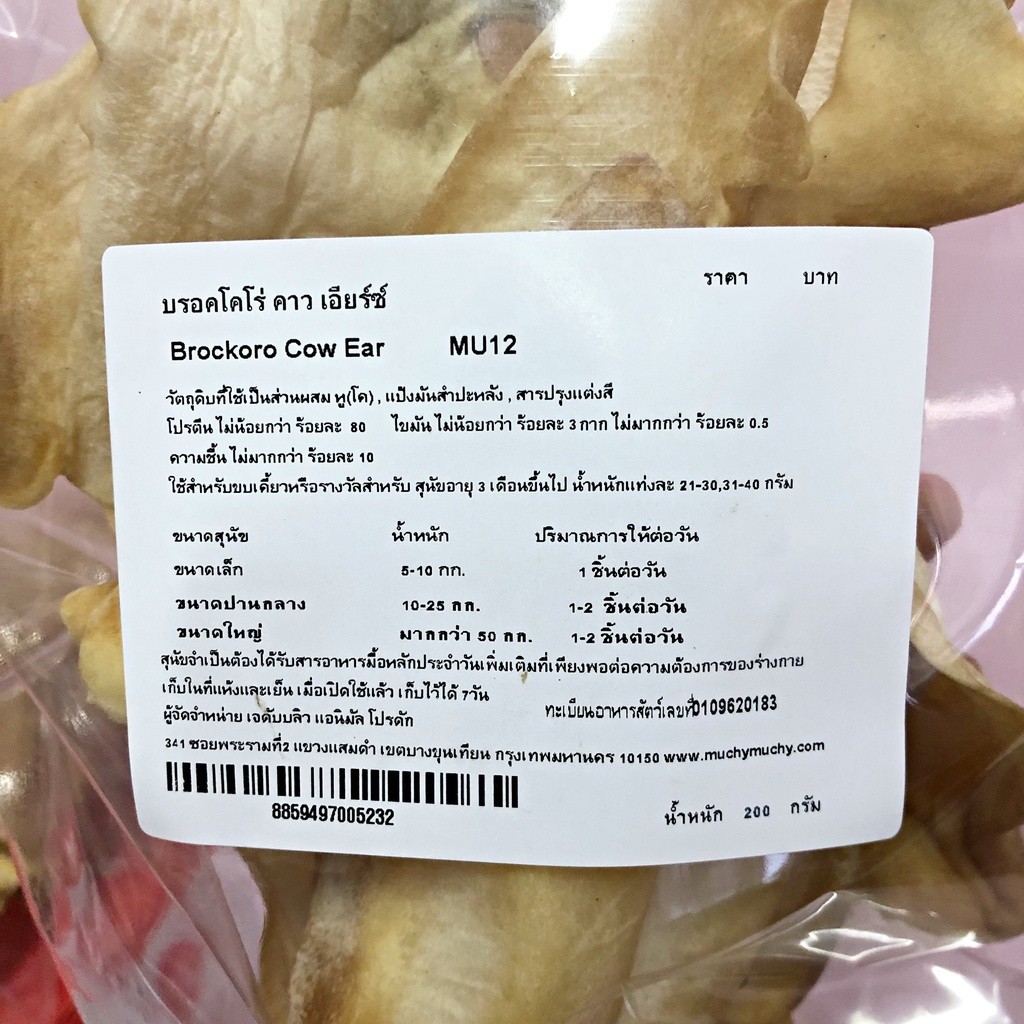 ราคา บาท
บรอคโคโร่ คาว เอียร์ซ์
Brockoro Cow Ear MU12
วัตถุดิบที่ใช้เป็นส่วนผสม หู(โค) , แป้งมันสำปะหลัง , สารปรุงแต่งสี
โปรตีน ไม่น้อยกว่า ร้อยละ 80 ไขมัน ไม่น้อยกว่า ร้อยละ 3 กาก ไม่มากกว่า ร้อยละ 0.5
ความชื้น ไม่มากกว่า ร้อยละ 10
ใช้สำหรับขบเคี้ยวหรือรางวัลสำหรับ สุนัขอายุ 3 เดือนขึ้นไป น้ำหนักแท่งละ 21-30,31-40 กรัม
ขนาดสุนัข น้ำหนัก ปริมาณการให้ต่อวัน
ขนาดเล็ก 5-10 กก. 1 ชิ้นต่อวัน
ขนาดปานกลาง 10-25 กก. 1-2 ชิ้นต่อวัน
ขนาดใหญ่ มากกว่า 50 กก. 1-2 ชิ้นต่อวัน
สุนัขจำเป็นต้องได้รับสารอาหารมื้อหลักประจำวันเพิ่มเติมที่เพียงพอต่อความต้องการของร่างกาย
เก็บในที่แห้งและเย็น เมื่อเปิดใช้แล้ว เก็บไว้ได้ 7วัน
ทะเบียนอาหารสัตว์เลขที่0109620183
ผู้จัดจำหน่าย เจดับบลิว แอนิมัล โปรดัก
341 ซอยพระรามที่2 แขวงแสมดำ เขตบางขุนเทียน กรุงเทพมหานคร 10150 www.muchymuchy.com
8859497005232
น้ำหนัก 200 กรัม